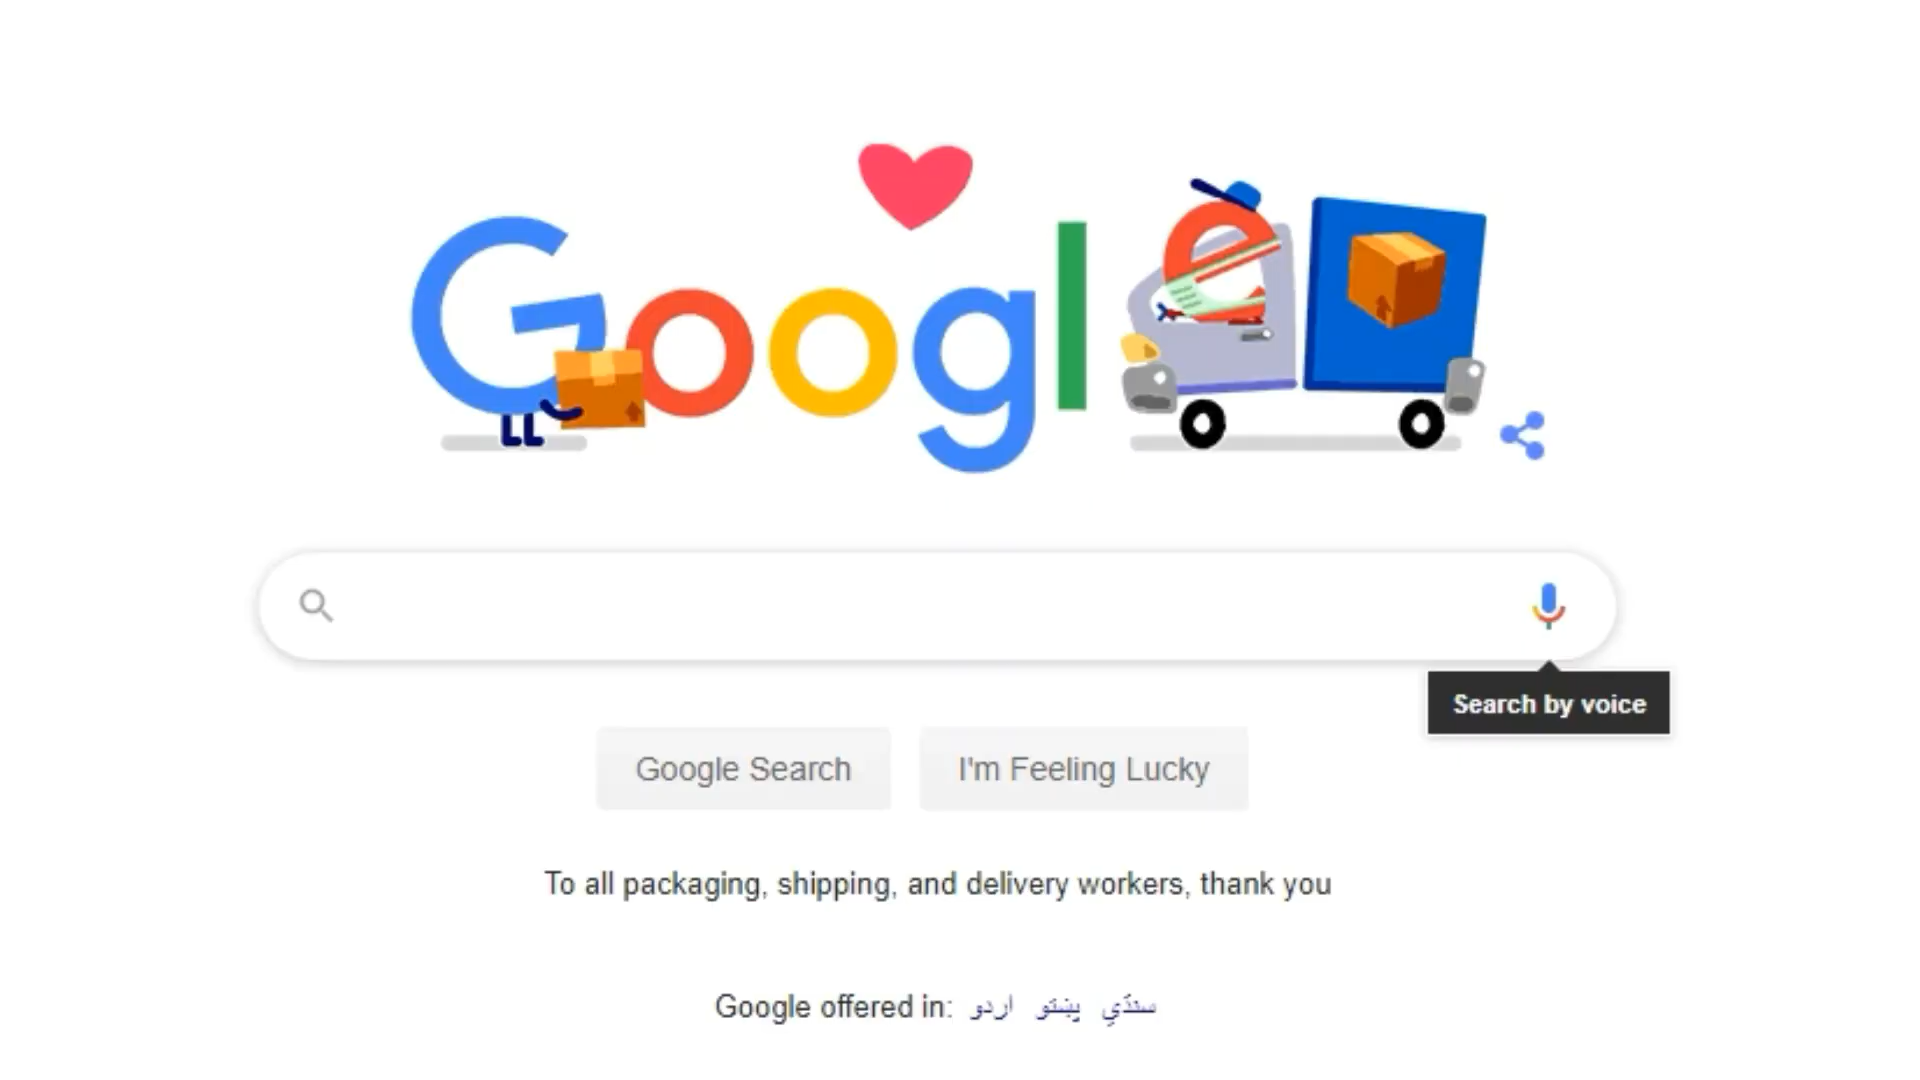 Google
Search by voice
Google Search I'm Feeling Lucky
To all packaging, shipping, and delivery workers, thank you
Google offered in: اردو پښتو سنڌي